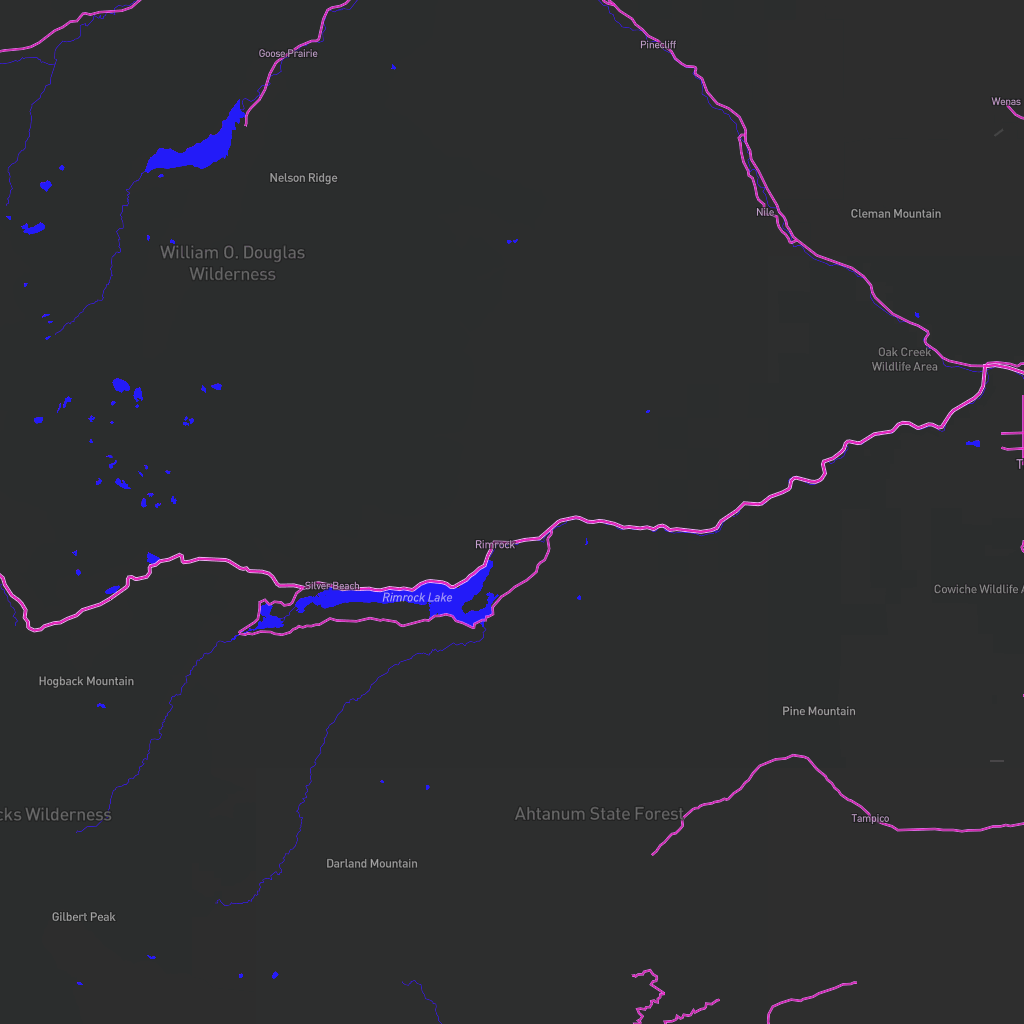 Goose Prairie
Pinecliff
Wenas
Nelson Ridge
Nile
Cleman Mountain
William O. Douglas
Wilderness
Oak Creek
Wildlife Area
T
Rimrock
Silver Beach
Rimrock Lake
Cowiche Wildlife A
Hogback Mountain
Pine Mountain
cks Wilderness
Ahtanum State Forest
Tampico
Darland Mountain
Gilbert Peak